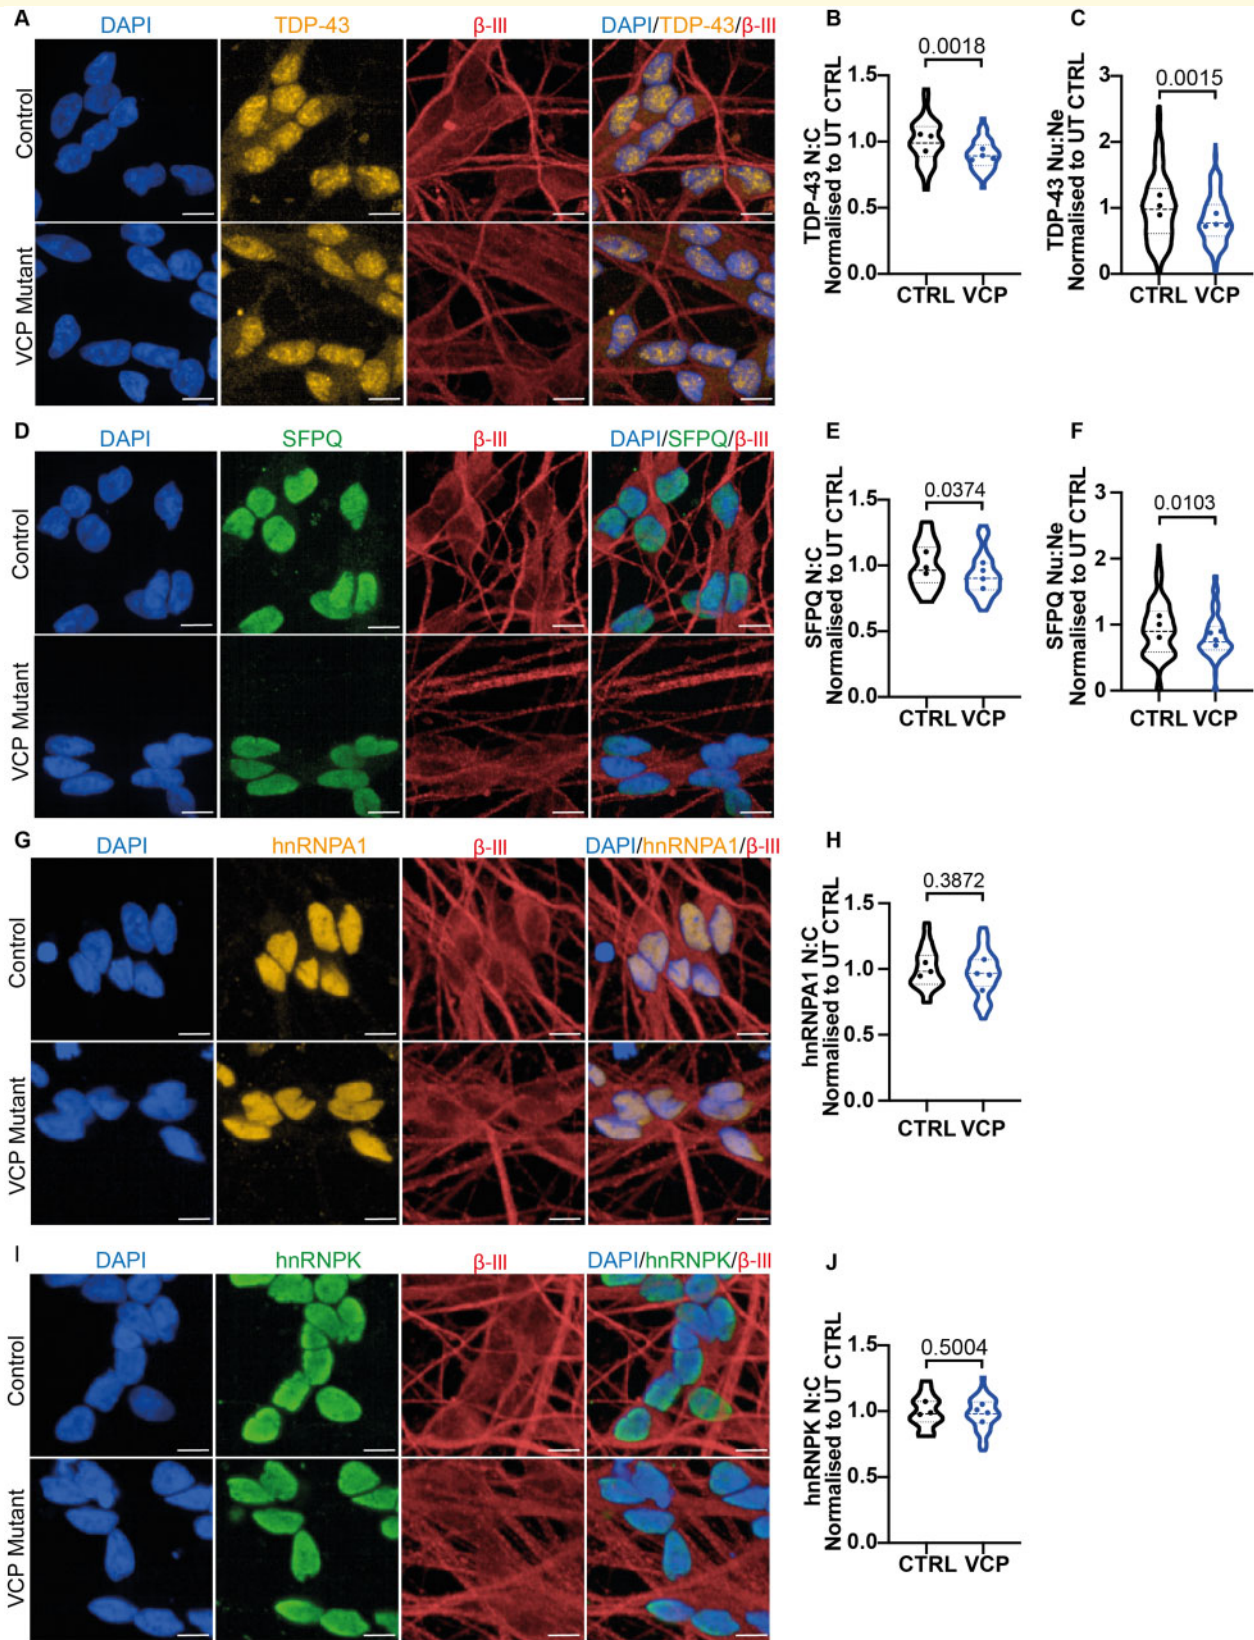 A
DAPI TDP-43 β-III DAPI/TDP-43/β-III
Control
VCP Mutant
B
TDP-43 N:C
Normalised to UT CTRL
1.5
1.0
0.5
0.0
0.0018
CTRL VCP
C
TDP-43 Nu:Ne
Normalised to UT CTRL
3
2
1
0
0.0015
CTRL VCP
D
DAPI SFPQ β-III DAPI/SFPQ/β-III
Control
VCP Mutant
E
SFPQ N:C
Normalised to UT CTRL
1.5
1.0
0.5
0.0
0.0374
CTRL VCP
F
SFPQ Nu:Ne
Normalised to UT CTRL
3
2
1
0
0.0103
CTRL VCP
G
DAPI hnRNPA1 β-III DAPI/hnRNPA1/β-III
Control
VCP Mutant
H
hnRNPA1 N:C
Normalised to UT CTRL
1.5
1.0
0.5
0.0
0.3872
CTRL VCP
I
DAPI hnRNPK β-III DAPI/hnRNPK/β-III
Control
VCP Mutant
J
hnRNPK N:C
Normalised to UT CTRL
1.5
1.0
0.5
0.0
0.5004
CTRL VCP